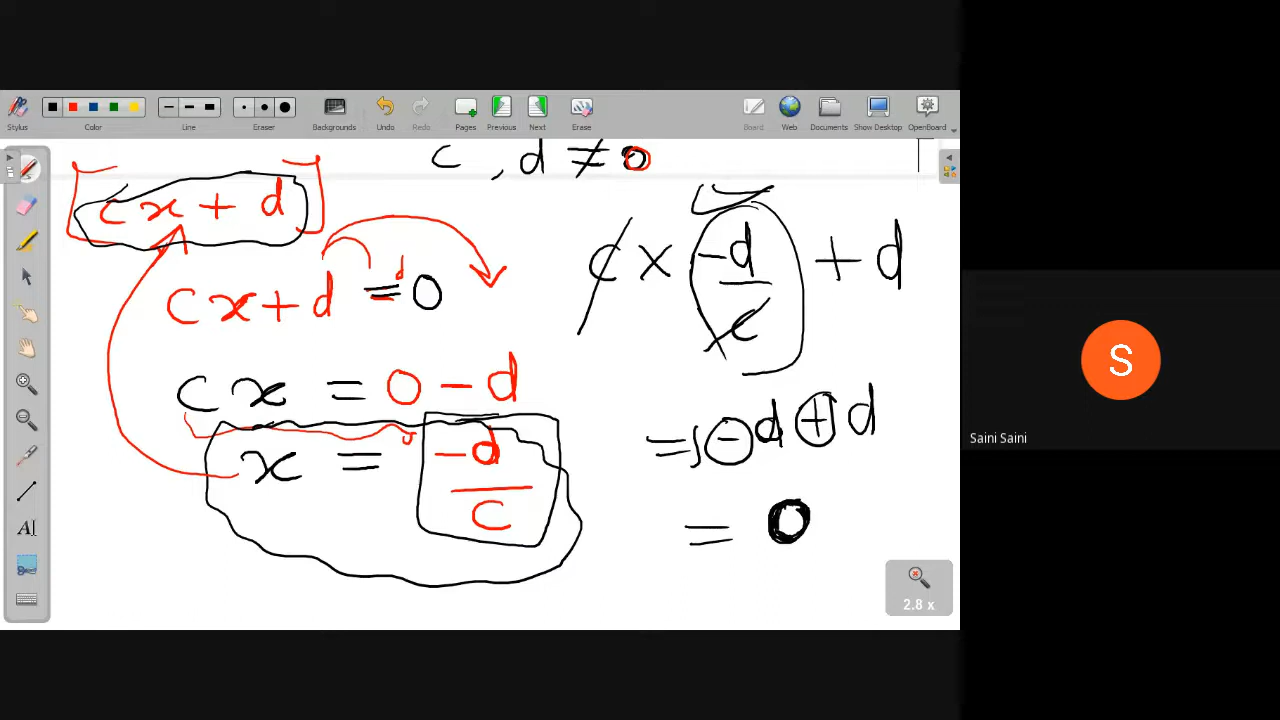 Stylus Color Line Eraser Backgrounds Undo Redo Pages Previous Next Erase Board Web Documents Show Desktop OpenBoard
c , d ≠ 0
[cx + d]
cx + d = 0
cx = 0 - d
x = -d/c
c × -d/c + d
= - d + d
= 0
2.8 x
S
Saini Saini